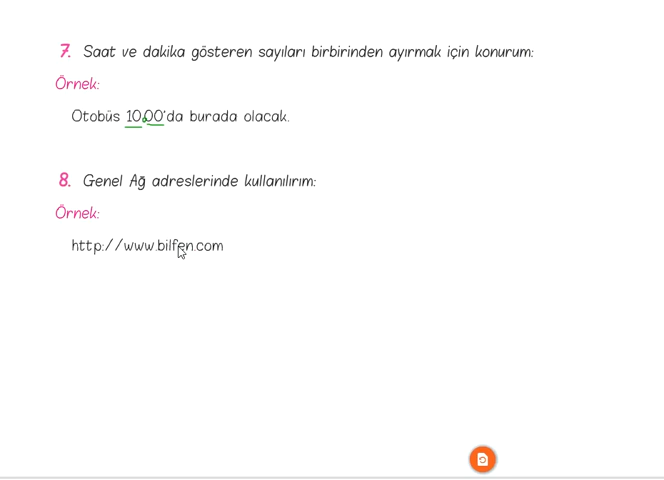 7. Saat ve dakika gösteren sayıları birbirinden ayırmak için konurum:
Örnek:
Otobüs 10.00'da burada olacak.
8. Genel Ağ adreslerinde kullanılırım:
Örnek:
http://www.bilfen.com